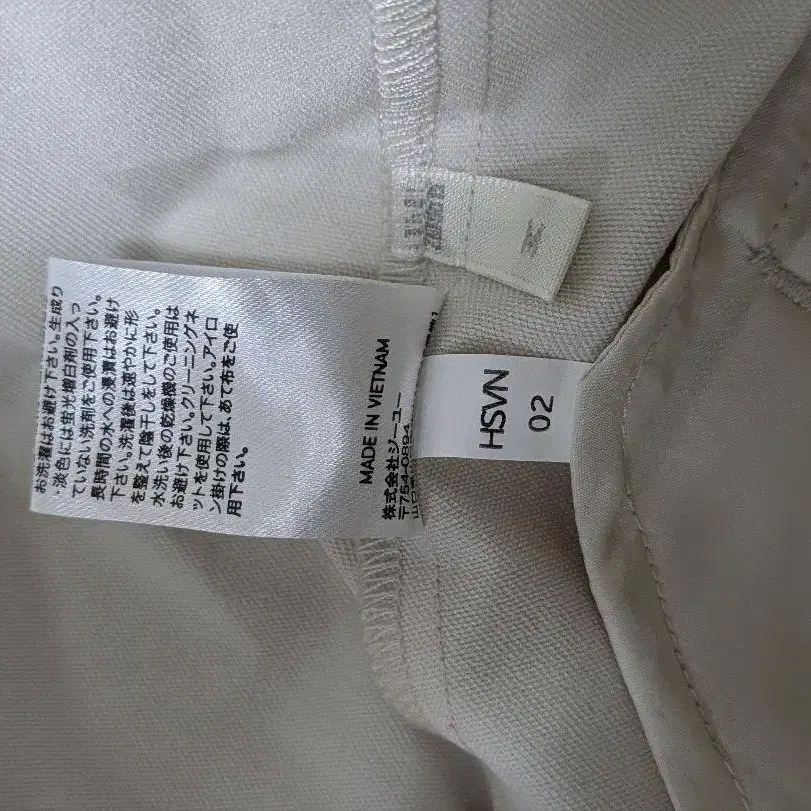 お洗濯はお避け下さい。生成り
・淡色には蛍光増白剤の入っ
ていない洗剤をご使用下さい。
長時間の水への浸漬はお避け
下さい。洗濯後は速やかに形
を整えて陰干しをして下さい。
水洗い後の乾燥機のご使用は
お避け下さい。クリーニングネ
ットを使用して下さい。アイロ
ン掛けの際は、あて布をご使
用下さい。
MADE IN VIETNAM
株式会社ジーユー
〒754-0894
山口
HSVN
02